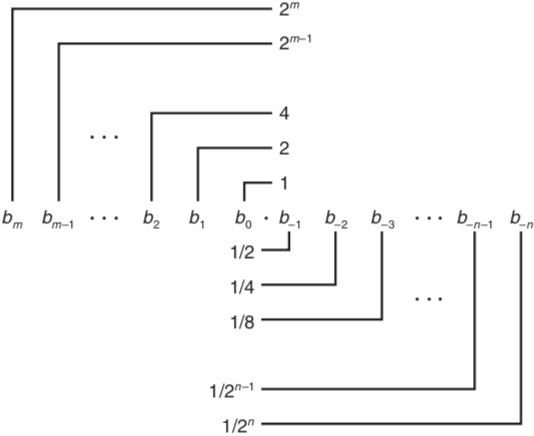 2^m
2^{m–1}
· · ·
4
2
1
b_m b_{m–1} · · · b_2 b_1 b_0 · b_{–1} b_{–2} b_{–3} · · · b_{–n–1} b_{–n}
1/2
1/4
· · ·
1/8
1/2^{n–1}
1/2^n